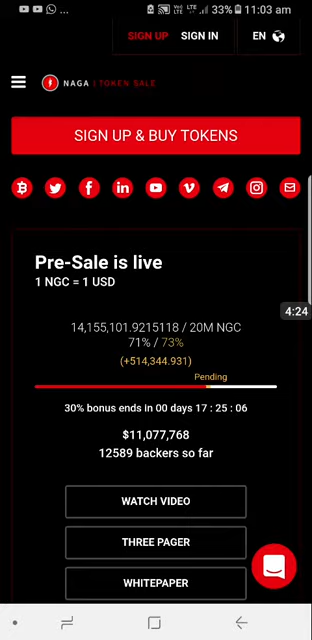 33% 11:03 am
SIGN UP SIGN IN EN
NAGA | TOKEN SALE
SIGN UP & BUY TOKENS
Pre-Sale is live
1 NGC = 1 USD
4:24
14,155,101.9215118 / 20M NGC
71% / 73%
(+514,344.931)
Pending
30% bonus ends in 00 days 17 : 25 : 06
$11,077,768
12589 backers so far
WATCH VIDEO
THREE PAGER
WHITEPAPER